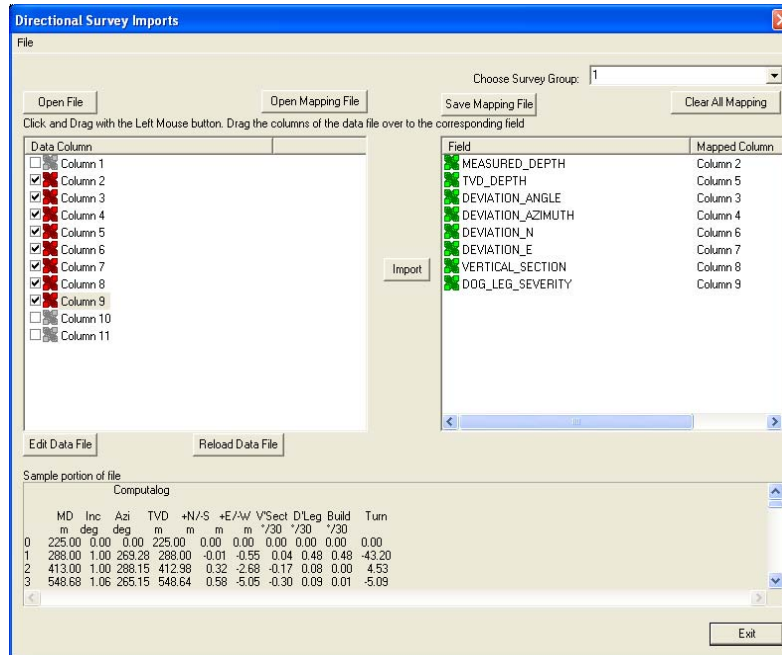 Directional Survey Imports
File
Choose Survey Group: 1
Open File Open Mapping File Save Mapping File Clear All Mapping
Click and Drag with the Left Mouse button. Drag the columns of the data file over to the corresponding field
Data Column
Column 1
Column 2
Column 3
Column 4
Column 5
Column 6
Column 7
Column 8
Column 9
Column 10
Column 11
Import
Field Mapped Column
MEASURED_DEPTH Column 2
TVD_DEPTH Column 5
DEVIATION_ANGLE Column 3
DEVIATION_AZIMUTH Column 4
DEVIATION_N Column 6
DEVIATION_E Column 7
VERTICAL_SECTION Column 8
DOG_LEG_SEVERITY Column 9
Edit Data File Reload Data File
Sample portion of file
Computalog
MD Inc Azi TVD +N/-S +E/-W V'Sect D'Leg Build Turn
m deg deg m m m m °/30 °/30
0 225.00 0.00 0.00 225.00 0.00 0.00 0.00 0.00 0.00 0.00
1 288.00 1.00 269.28 288.00 -0.01 -0.55 0.04 0.48 0.48 -43.20
2 413.00 1.00 288.15 412.98 0.32 -2.68 -0.17 0.08 0.00 4.53
3 548.68 1.06 265.15 548.64 0.58 -5.05 -0.30 0.09 0.01 -5.09
Exit